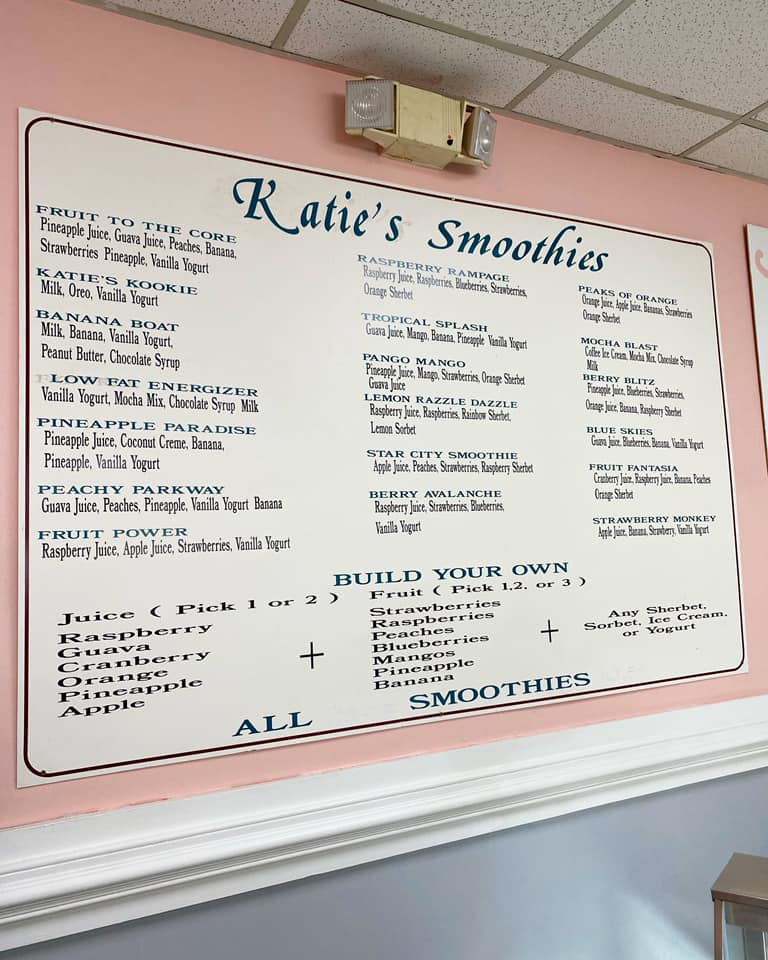 Katie's Smoothies
FRUIT TO THE CORE
Pineapple Juice, Guava Juice, Peaches, Banana,
Strawberries Pineapple, Vanilla Yogurt
KATIE'S KOOKIE
Milk, Oreo, Vanilla Yogurt
BANANA BOAT
Milk, Banana, Vanilla Yogurt,
Peanut Butter, Chocolate Syrup
LOW FAT ENERGIZER
Vanilla Yogurt, Mocha Mix, Chocolate Syrup Milk
PINEAPPLE PARADISE
Pineapple Juice, Coconut Creme, Banana,
Pineapple, Vanilla Yogurt
PEACHY PARKWAY
Guava Juice, Peaches, Pineapple, Vanilla Yogurt Banana
FRUIT POWER
Raspberry Juice, Apple Juice, Strawberries, Vanilla Yogurt
RASPBERRY RAMPAGE
Raspberry Juice, Raspberries, Blueberries, Strawberries,
Orange Sherbet
TROPICAL SPLASH
Guava Juice, Mango, Banana, Pineapple Vanilla Yogurt
PANGO MANGO
Pineapple Juice, Mango, Strawberries, Orange Sherbet
Guava Juice
LEMON RAZZLE DAZZLE
Raspberry Juice, Raspberries, Rainbow Sherbet,
Lemon Sorbet
STAR CITY SMOOTHIE
Apple Juice, Peaches, Strawberries, Raspberry Sherbet
BERRY AVALANCHE
Raspberry Juice, Strawberries, Blueberries,
Vanilla Yogurt
PEAKS OF ORANGE
Orange Juice, Apple Juice, Bananas, Strawberries
Orange Sherbet
MOCHA BLAST
Coffee Ice Cream, Mocha Mix, Chocolate Syrup
Milk
BERRY BLITZ
Pineapple Juice, Blueberries, Strawberries,
Orange Juice, Banana, Raspberry Sherbet
BLUE SKIES
Guava Juice, Blueberries, Banana, Vanilla Yogurt
FRUIT FANTASIA
Cranberry Juice, Raspberry Juice, Banana, Peaches
Orange Sherbet
STRAWBERRY MONKEY
Apple Juice, Banana, Strawberry, Vanilla Yogurt
BUILD YOUR OWN
Juice ( Pick 1 or 2 )
Raspberry
Guava
Cranberry
Orange
Pineapple
Apple
+
Fruit ( Pick 1,2, or 3 )
Strawberries
Raspberries
Peaches
Blueberries
Mangos
Pineapple
Banana
+
Any Sherbet,
Sorbet, Ice Cream,
or Yogurt
ALL SMOOTHIES